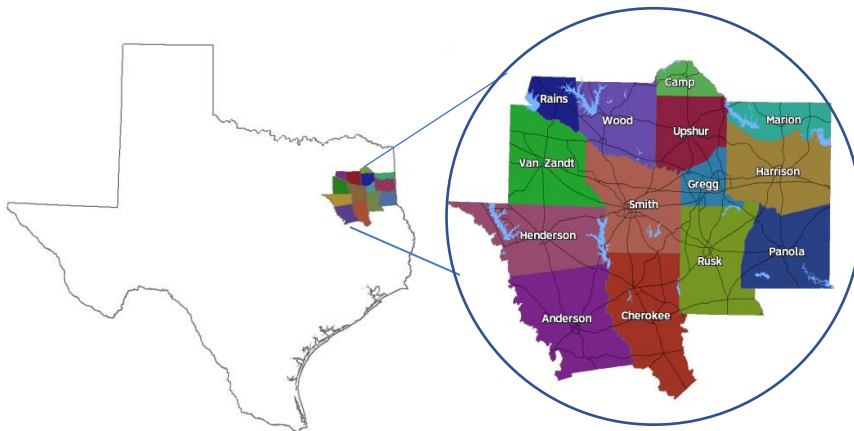 Camp
Rains
Wood
Upshur
Marion
Van Zandt
Gregg
Harrison
Smith
Henderson
Rusk
Panola
Anderson
Cherokee